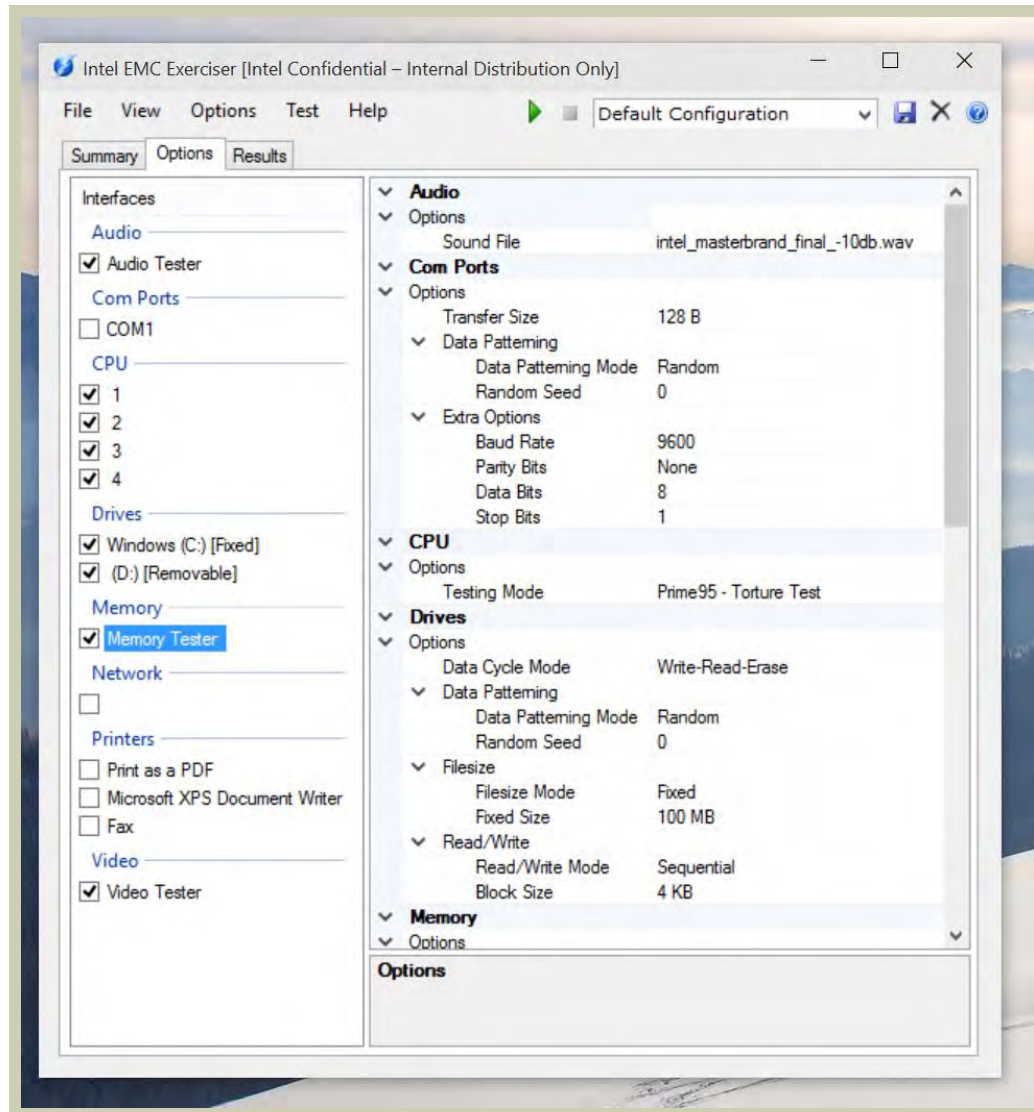 Intel EMC Exerciser [Intel Confidential – Internal Distribution Only]
File View Options Test Help Default Configuration
Summary Options Results
Interfaces
Audio
Audio Tester
Com Ports
COM1
CPU
1
2
3
4
Drives
Windows (C:) [Fixed]
(D:) [Removable]
Memory
Memory Tester
Network
Printers
Print as a PDF
Microsoft XPS Document Writer
Fax
Video
Video Tester
Audio
Options
Sound File intel_masterbrand_final_-10db.wav
Com Ports
Options
Transfer Size 128 B
Data Patterning
Data Patterning Mode Random
Random Seed 0
Extra Options
Baud Rate 9600
Parity Bits None
Data Bits 8
Stop Bits 1
CPU
Options
Testing Mode Prime95 - Torture Test
Drives
Options
Data Cycle Mode Write-Read-Erase
Data Patterning
Data Patterning Mode Random
Random Seed 0
Filesize
Filesize Mode Fixed
Fixed Size 100 MB
Read/Write
Read/Write Mode Sequential
Block Size 4 KB
Memory
Options
Options